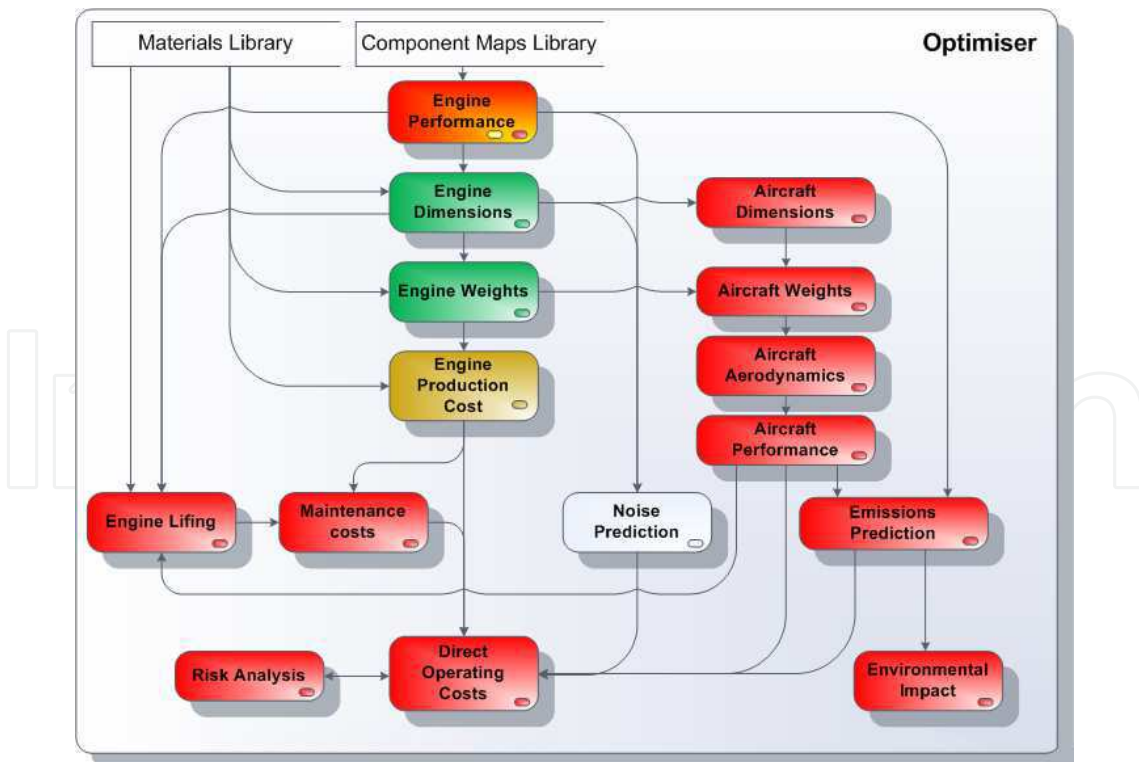 Materials Library
Component Maps Library
Optimiser
Engine
Performance
Engine
Dimensions
Aircraft
Dimensions
Engine Weights
Aircraft Weights
Engine
Production
Cost
Aircraft
Aerodynamics
Aircraft
Performance
Engine Lifing
Maintenance
costs
Noise
Prediction
Emissions
Prediction
Risk Analysis
Direct
Operating
Costs
Environmental
Impact